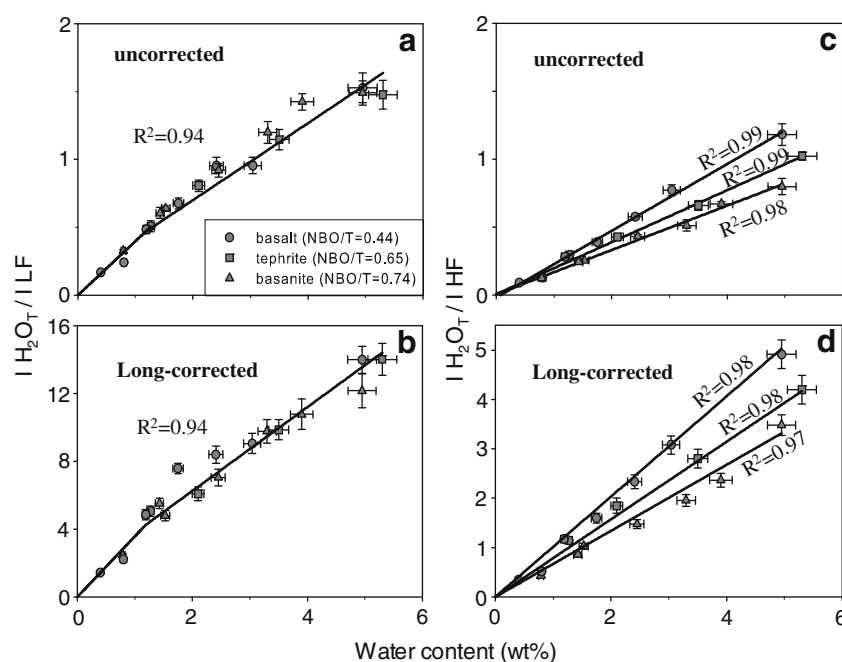 2
1
0
a
uncorrected
R²=0.94
basalt (NBO/T=0.44)
tephrite (NBO/T=0.65)
basanite (NBO/T=0.74)
16
12
8
4
0
b
Long-corrected
R²=0.94
0 2 4 6
I H₂O_T / I LF
2
1
0
c
uncorrected
R²=0.99
R²=0.99
R²=0.98
5
4
3
2
1
0
d
Long-corrected
R²=0.98
R²=0.98
R²=0.97
0 2 4 6
I H₂O_T / I HF
Water content (wt%)